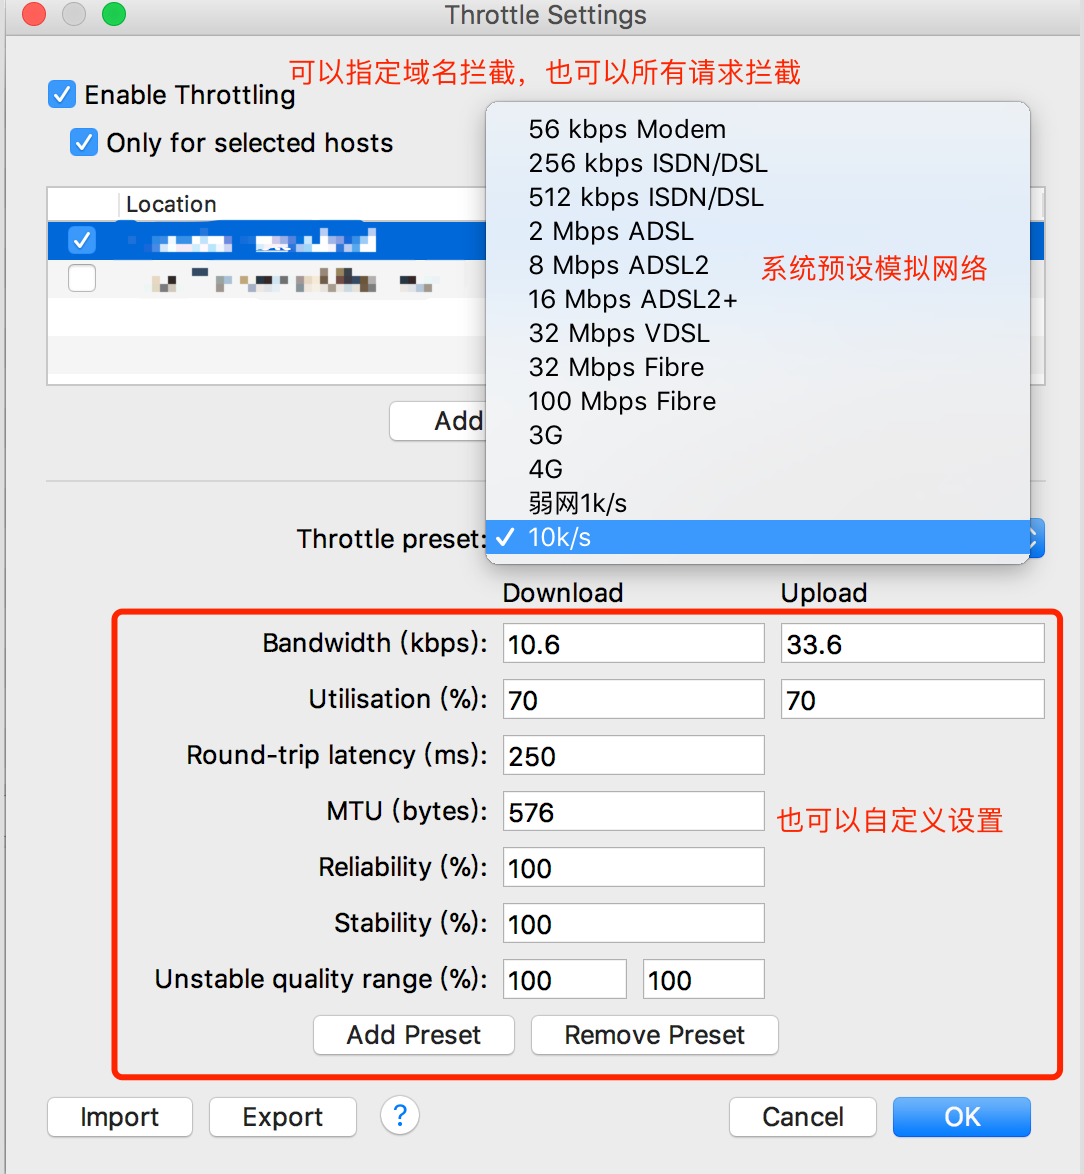 Throttle Settings
可以指定域名拦截，也可以所有请求拦截
Enable Throttling
Only for selected hosts
56 kbps Modem
256 kbps ISDN/DSL
512 kbps ISDN/DSL
2 Mbps ADSL
8 Mbps ADSL2
系统预设模拟网络
16 Mbps ADSL2+
32 Mbps VDSL
32 Mbps Fibre
100 Mbps Fibre
3G
4G
弱网1k/s
Location
Add
Throttle preset: ✓ 10k/s
Download Upload
Bandwidth (kbps): 10.6 33.6
Utilisation (%): 70 70
Round-trip latency (ms): 250
MTU (bytes): 576
也可以自定义设置
Reliability (%): 100
Stability (%): 100
Unstable quality range (%): 100 100
Add Preset Remove Preset
Import Export ? Cancel OK